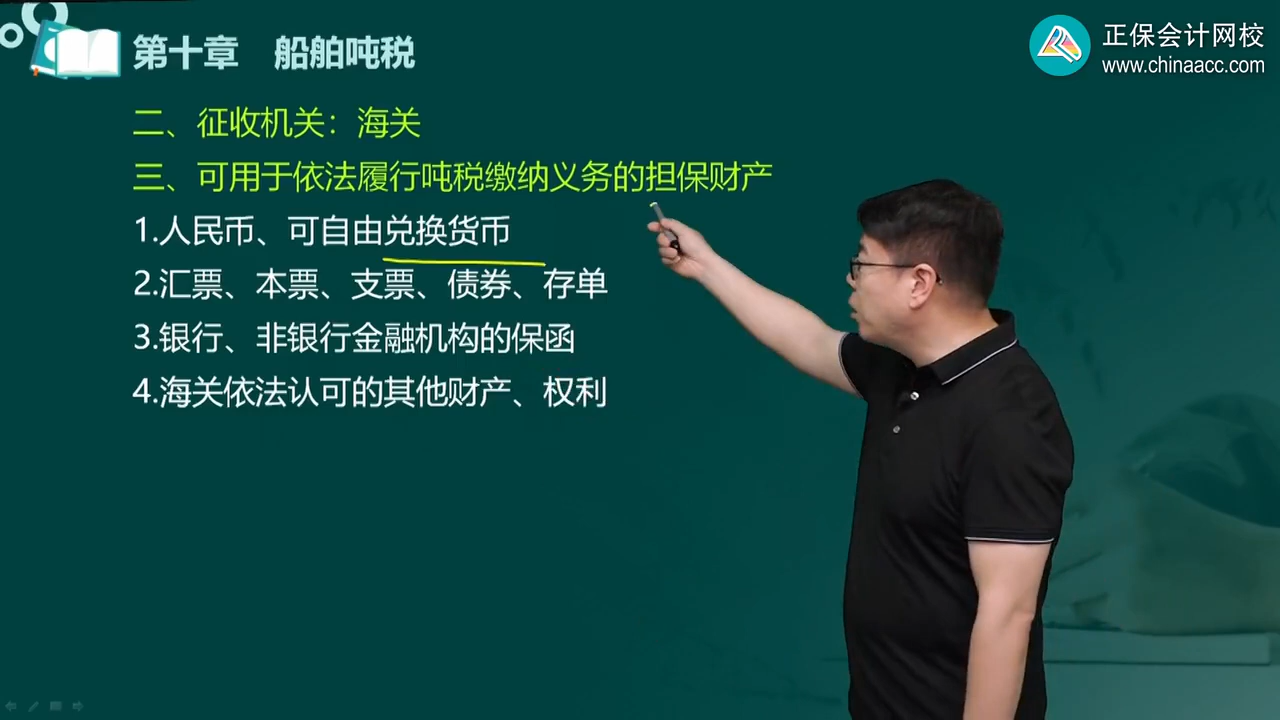 第十章 船舶吨税
正保会计网校
www.chinaacc.com
二、征收机关：海关
三、可用于依法履行吨税缴纳义务的担保财产
1.人民币、可自由兑换货币
2.汇票、本票、支票、债券、存单
3.银行、非银行金融机构的保函
4.海关依法认可的其他财产、权利